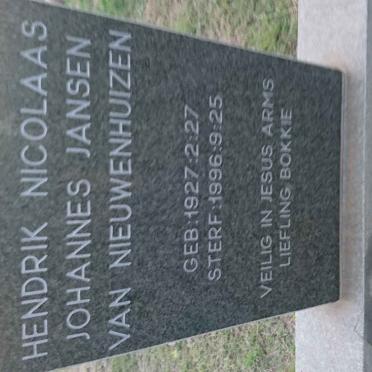 HENDRIK NICOLAAS
JOHANNES JANSEN
VAN NIEUWENHUIZEN
GEB:1927:2:27
STERF:1996:9:25
VEILIG IN JESUS ARMS
LIEFLING BOKKIE